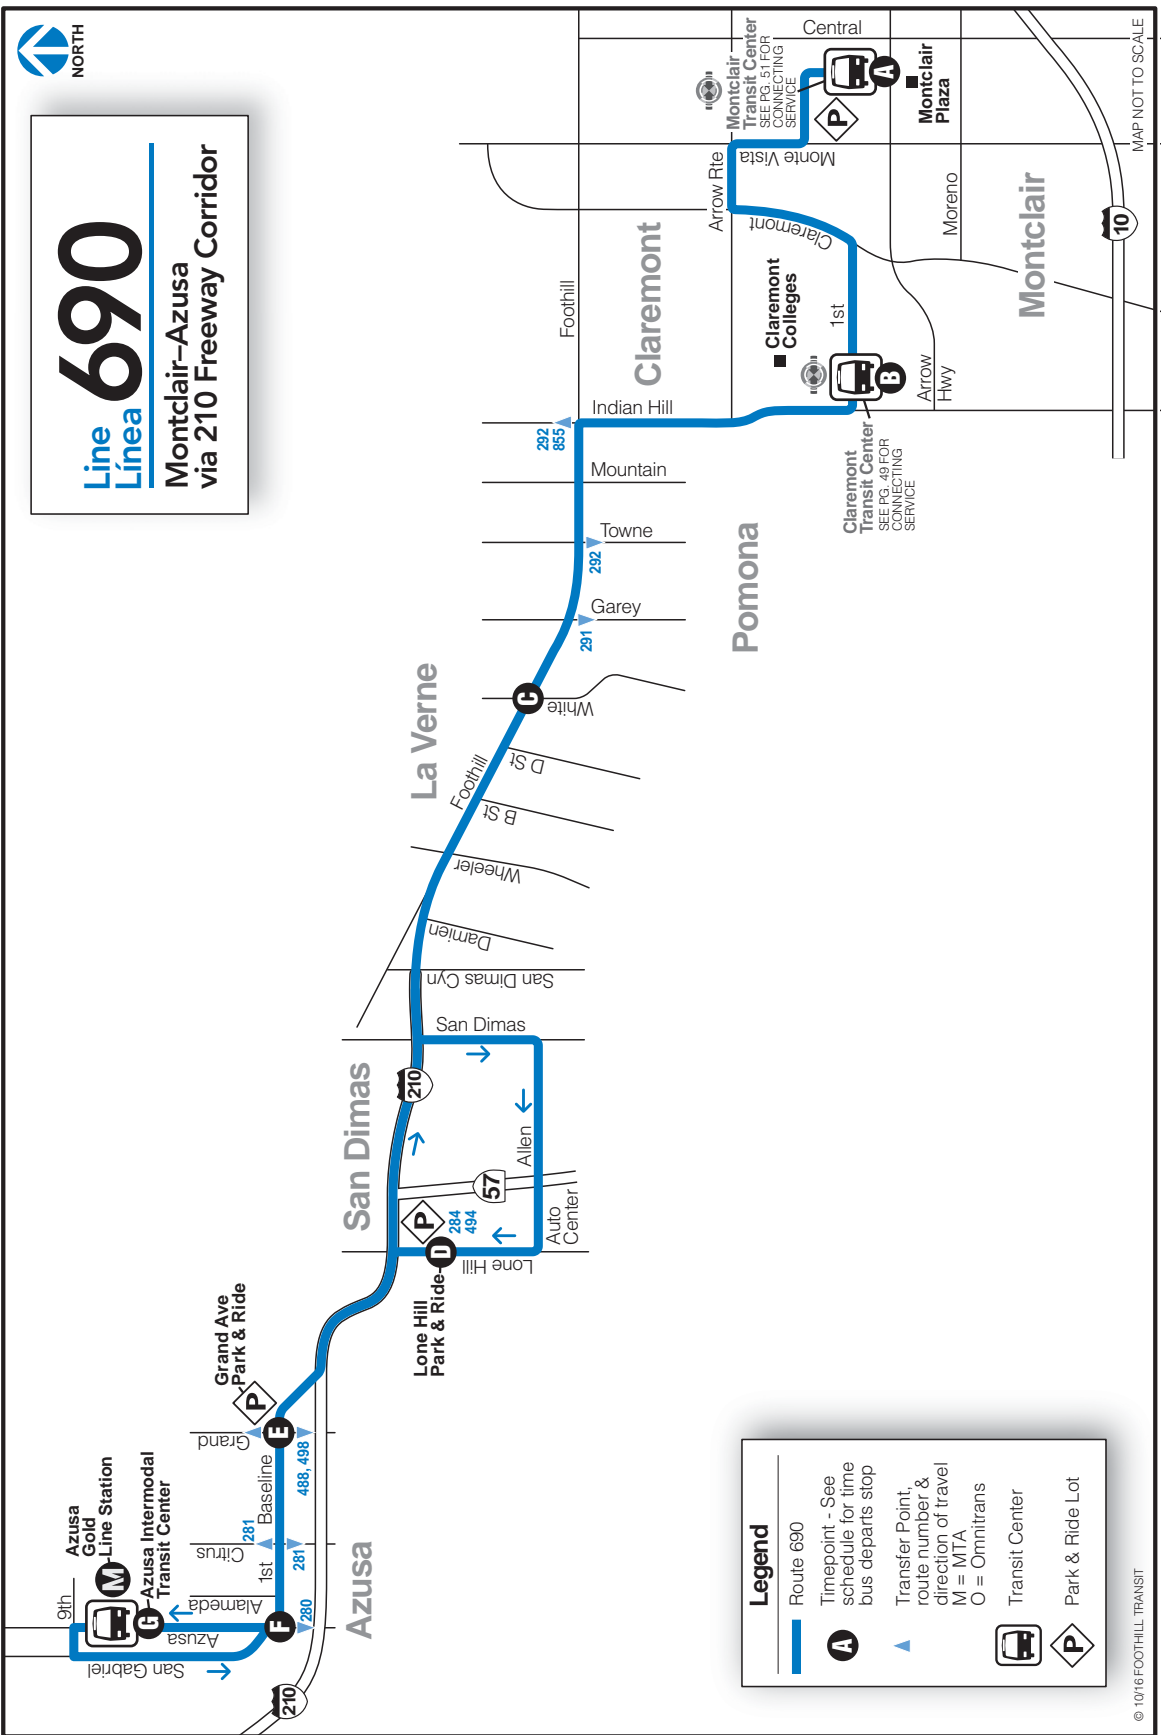 NORTH
Line
Línea
690
Montclair–Azusa
via 210 Freeway Corridor
Azusa
Gold
Line Station
M
Azusa Intermodal
Transit Center
G
9th
San Gabriel
Azusa
Alameda
F
280
210
1st
Citrus
281
281
Baseline
Grand
E
488, 498
Grand Ave
Park & Ride
P
Azusa
San Dimas
Lone Hill
Park & Ride
D
P
284
494
Lone Hill
Auto
Center
57
Allen
210
San Dimas
San Dimas Cyn
Damien
Wheeler
Foothill
B St
D St
La Verne
C
White
Garey
291
Towne
292
Mountain
292
855
Indian Hill
Pomona
Foothill
Claremont
Claremont
Colleges
Claremont
Transit Center
SEE PG. 49 FOR
CONNECTING
SERVICE
B
1st
Arrow
Hwy
Claremont
Arrow Rte
Monte Vista
Moreno
Montclair
10
Central
Montclair
Transit Center
SEE PG. 51 FOR
CONNECTING
SERVICE
P
A
Montclair
Plaza
MAP NOT TO SCALE
Legend
Route 690
A
Timepoint - See
schedule for time
bus departs stop
Transfer Point,
route number &
direction of travel
M = MTA
O = Omnitrans
Transit Center
P
Park & Ride Lot
© 10/16 FOOTHILL TRANSIT